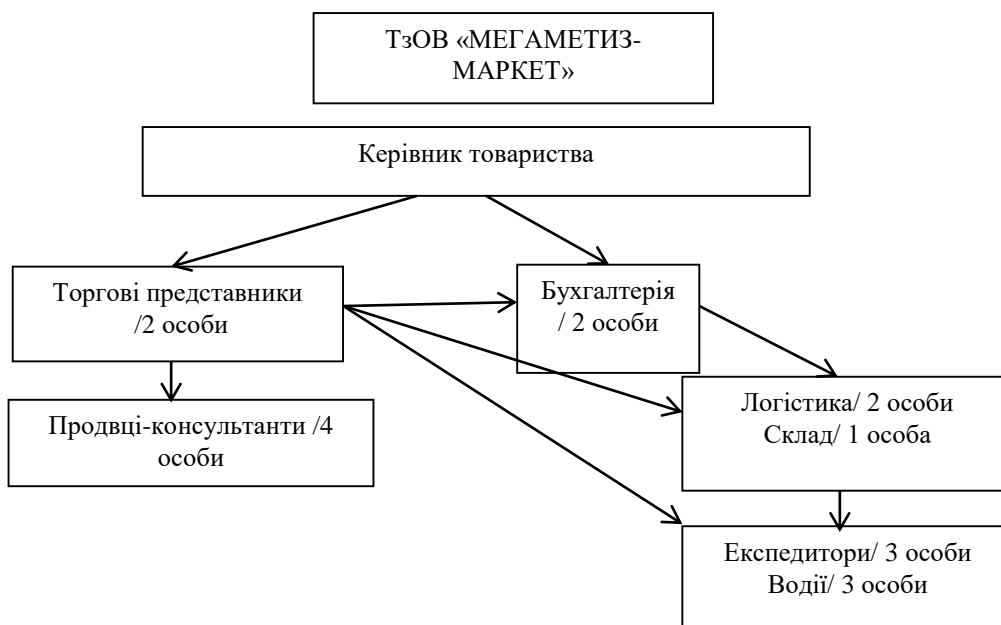 ТзОВ «МЕГАМЕТИЗ-
МАРКЕТ»
Керівник товариства
Торгові представники
/2 особи
Бухгалтерія
/ 2 особи
Продвці-консультанти /4
особи
Логістика/ 2 особи
Склад/ 1 особа
Експедитори/ 3 особи
Водії/ 3 особи